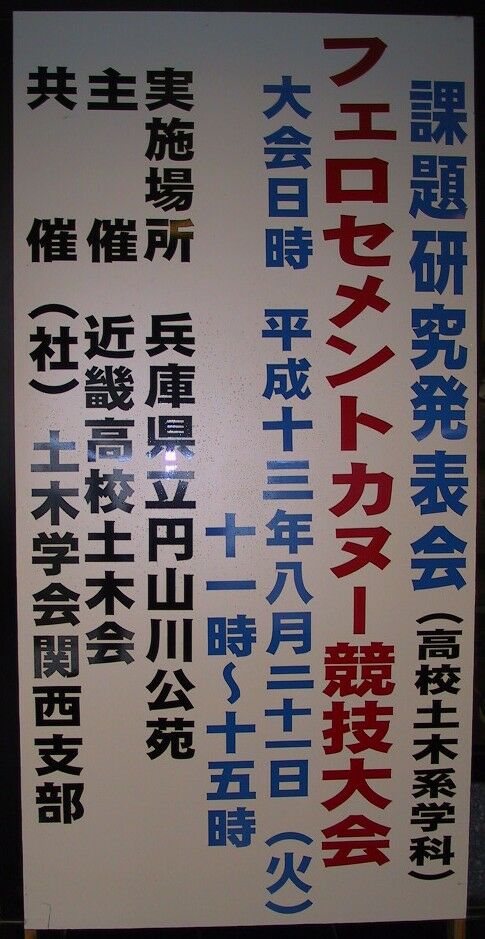 課題研究発表会（高校土木系学科）
フェロセメントカヌー競技大会
大会日時　平成十三年八月二十一日（火）
十一時～十五時
実施場所　兵庫県立円山川公苑
主催　近畿高校土木会
共催　（社）土木学会関西支部